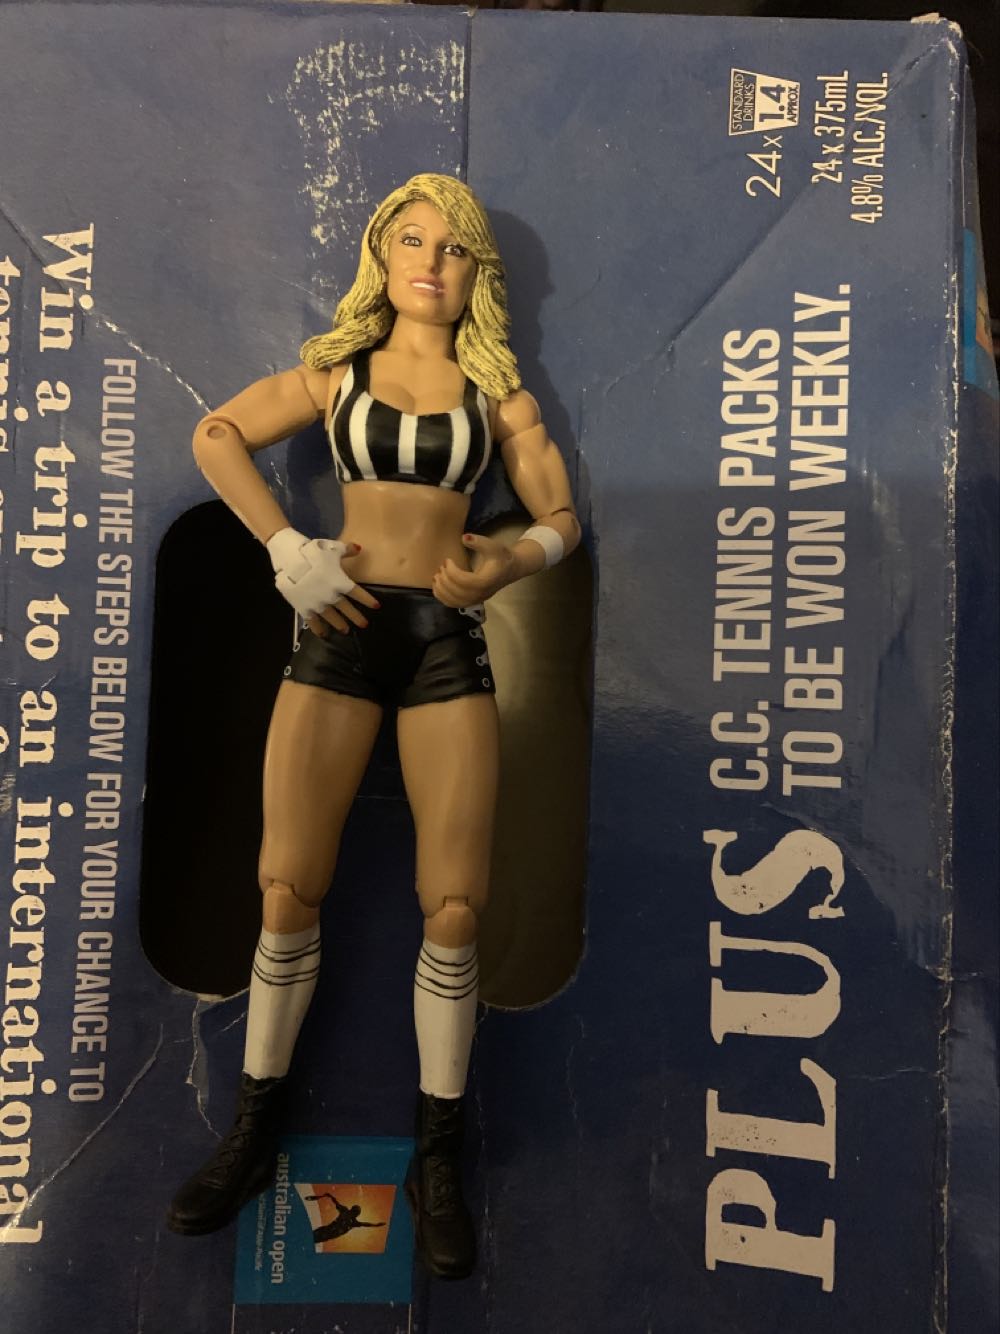 STANDARD
DRINKS
1.4
APPROX
24x
24 x 375mL
4.8% ALC./VOL.
PLUS
C.C. TENNIS PACKS
TO BE WON WEEKLY.
FOLLOW THE STEPS BELOW FOR YOUR CHANCE TO
Win a trip to an international
australian open